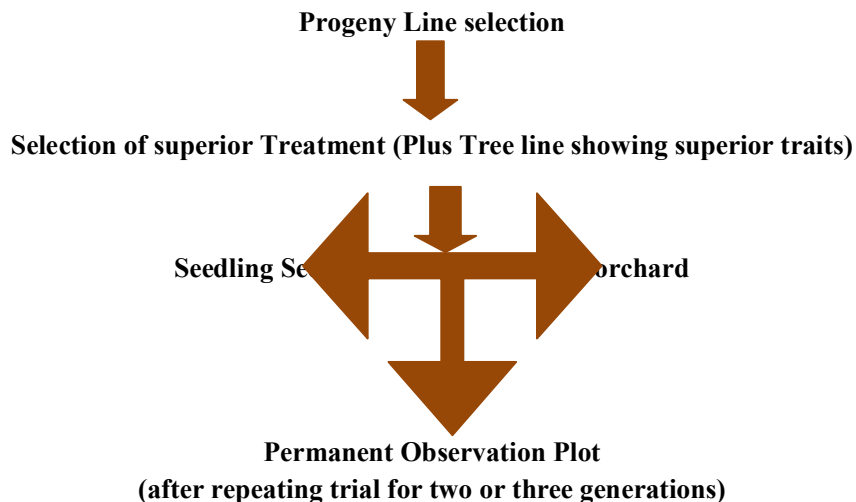 Progeny Line selection
Selection of superior Treatment (Plus Tree line showing superior traits)
Seedling orchard
Permanent Observation Plot
(after repeating trial for two or three generations)